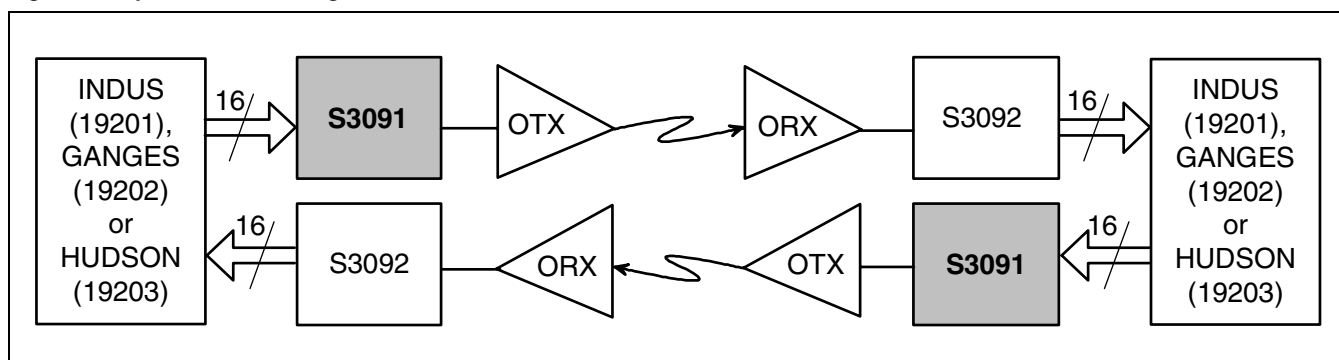 INDUS
(19201),
GANGES
(19202)
or
HUDSON
(19203)
16
S3091
OTX
ORX
S3092
16
INDUS
(19201),
GANGES
(19202)
or
HUDSON
(19203)
16
S3092
ORX
OTX
S3091
16